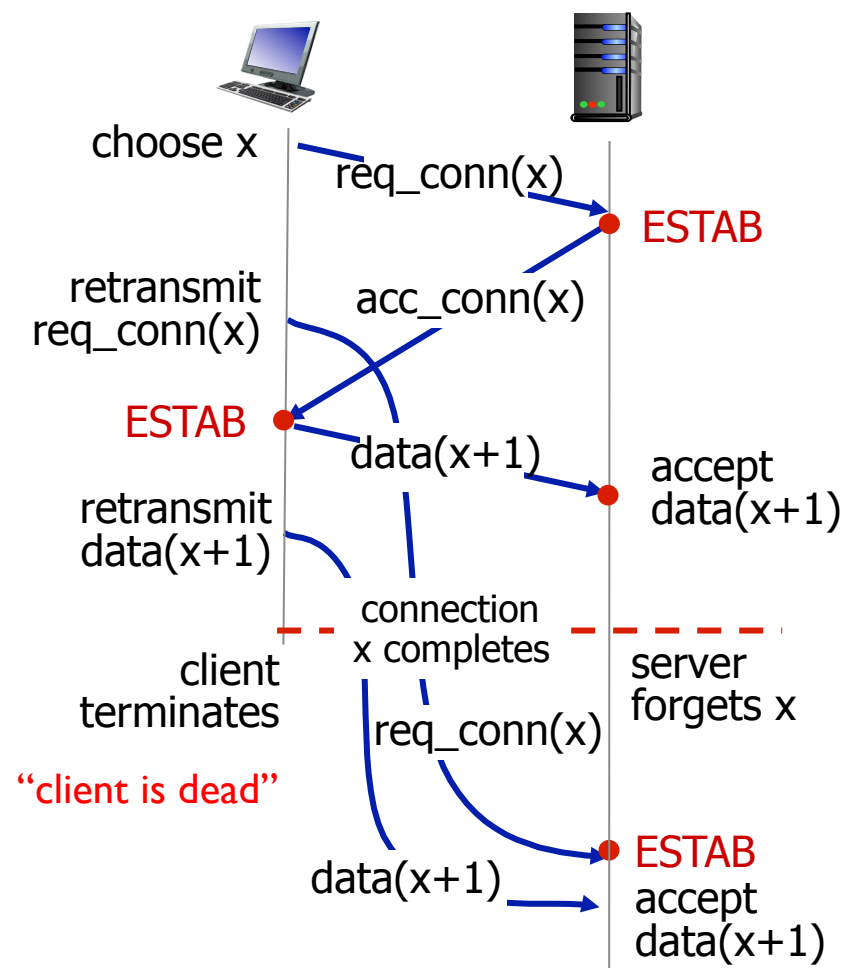 choose x
req_conn(x)
ESTAB
retransmit
req_conn(x)
acc_conn(x)
ESTAB
data(x+1)
accept
data(x+1)
retransmit
data(x+1)
connection
x completes
client
terminates
server
forgets x
req_conn(x)
“client is dead”
ESTAB
data(x+1)
accept
data(x+1)